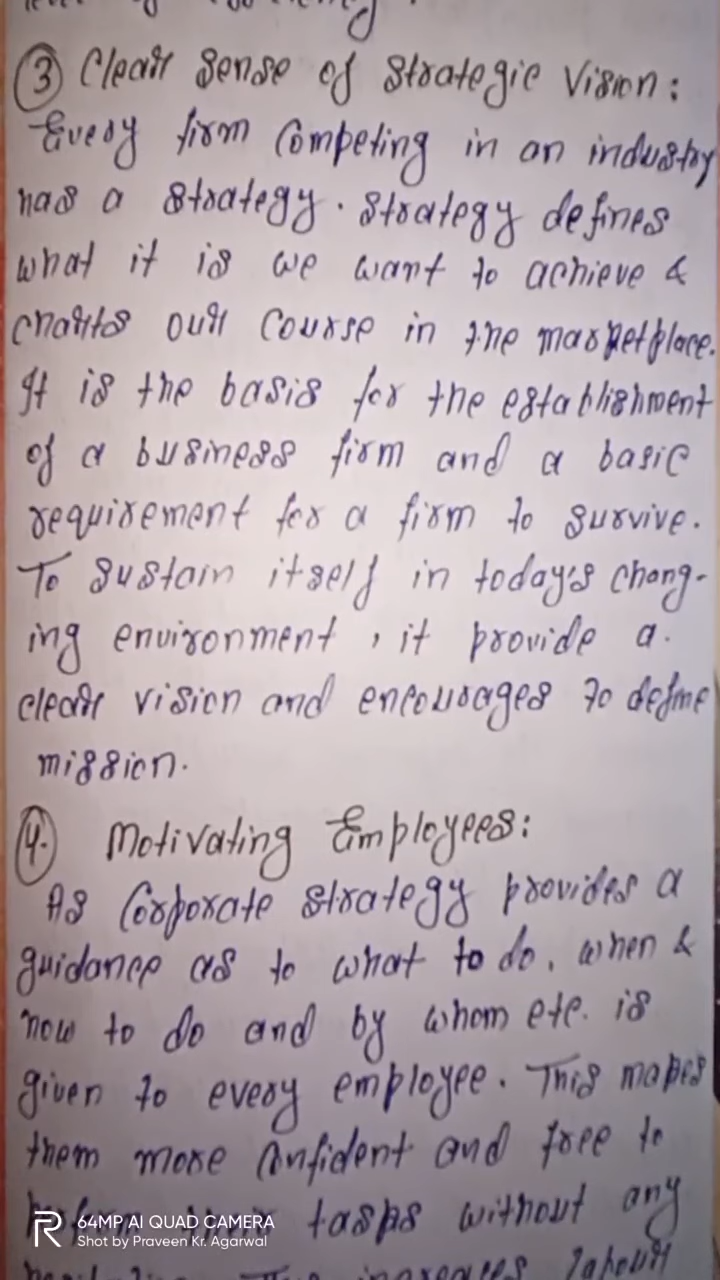 ③ Clear sense of strategic vision:
Every firm competing in an industry
has a strategy. strategy defines
what it is we want to achieve &
charts our course in the marketplace.
It is the basis for the establishment
of a business firm and a basic
requirement for a firm to survive.
To sustain itself in today's chang-
ing environment, it provide a.
clear vision and encourages to define
mission.
④. Motivating Employees:
As Corporate strategy provides a
guidance as to what to do, when &
how to do and by whom etc. is
given to every employee. This makes
them more confident and free to
tasks without any
increases labour
64MP AI QUAD CAMERA
Shot by Praveen Kr. Agarwal